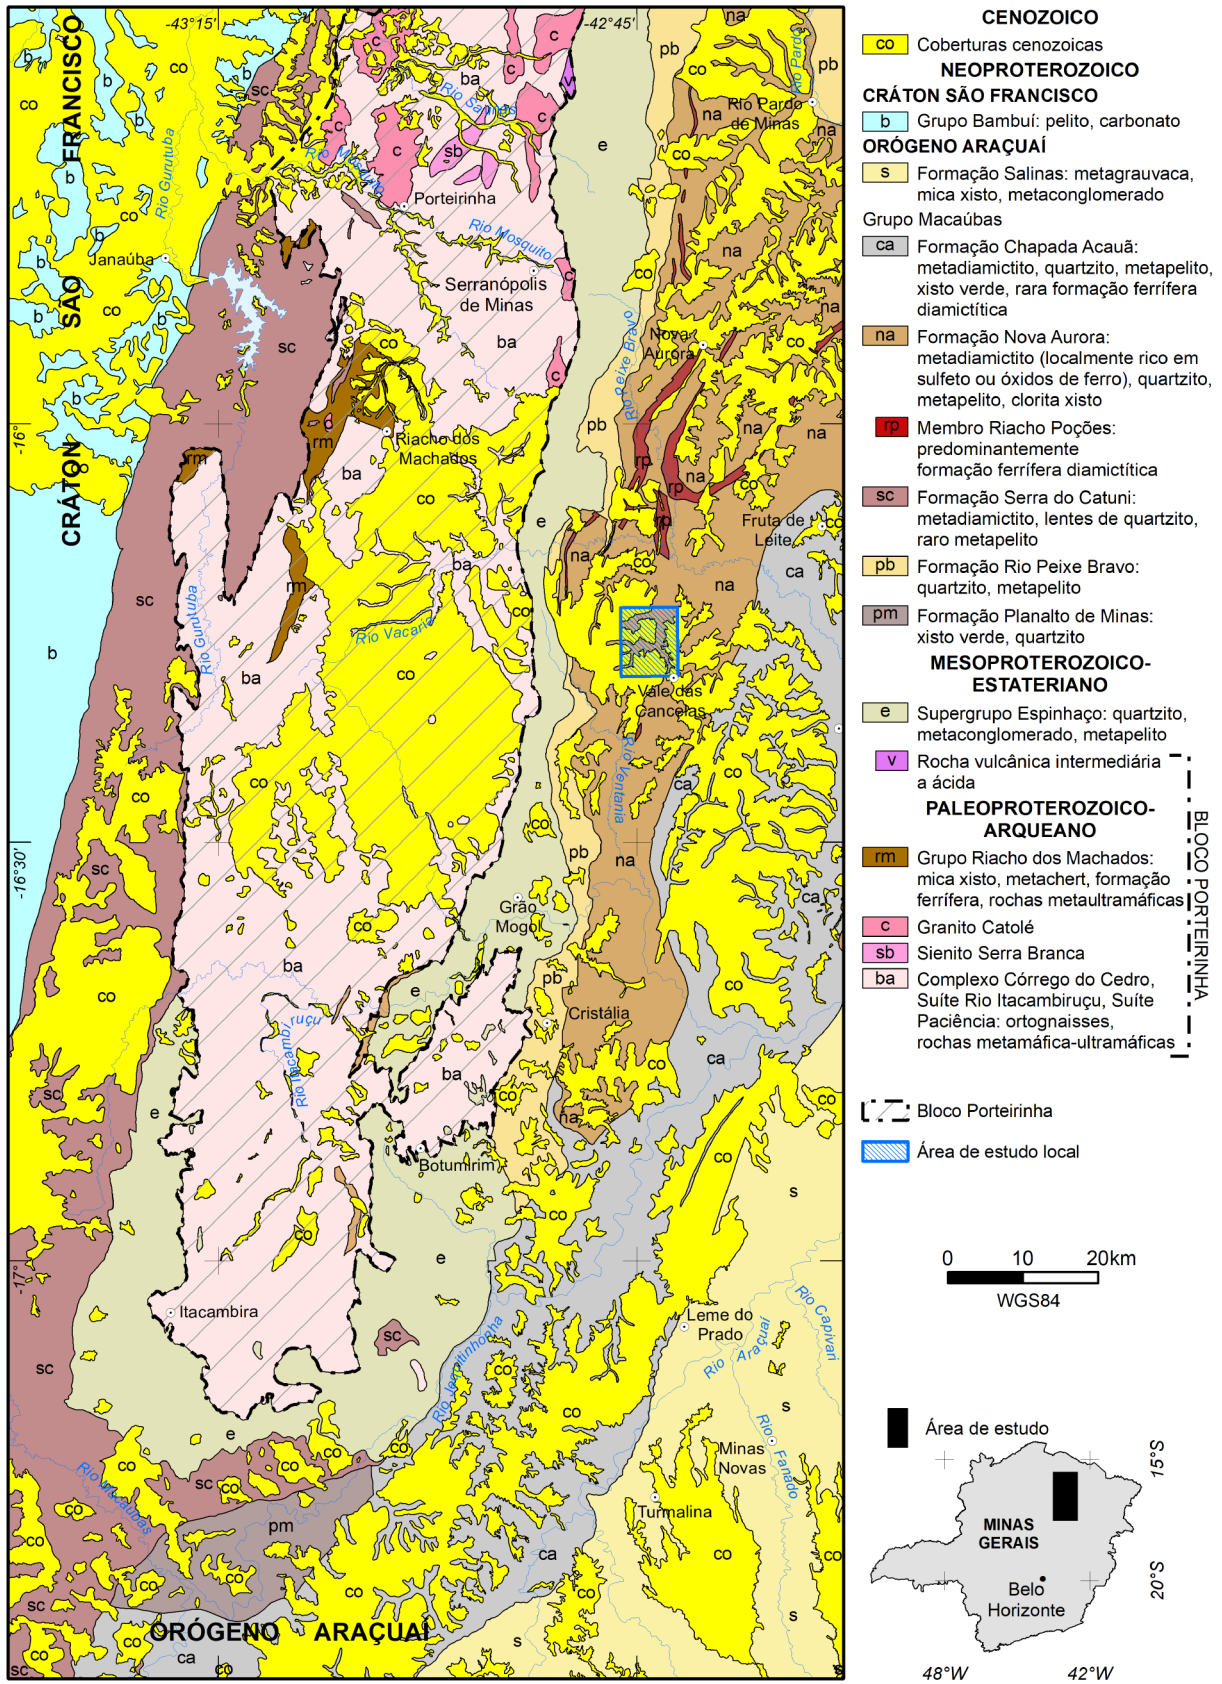 -43°15'
-42°45'
-16°
-16°30'
-17°
CRÁTON SÃO FRANCISCO
ORÓGENO ARAÇUAÍ
Rio Gurutuba
Rio Salinas
Rio Mosquito
Rio Mosquito
Rio Pardo
Rio Pardo
de Minas
Porteirinha
Janaúba
Serranópolis
de Minas
Nova
Aurora
Rio Peixe Bravo
Riacho dos
Machados
Fruta de
Leite
Rio Gurutuba
Rio Vacaria
Vale das
Cancelas
Rio Ventania
Grão
Mogol
Cristália
Rio Itacambiruçu
Botumirim
Itacambira
Leme do
Prado
Rio Jequitinhonha
Rio Araçuaí
Rio Capivari
Rio Fanado
Minas
Novas
Turmalina
CENOZOICO
co Coberturas cenozoicas
NEOPROTEROZOICO
CRÁTON SÃO FRANCISCO
b Grupo Bambuí: pelito, carbonato
ORÓGENO ARAÇUAÍ
s Formação Salinas: metagrauvaca,
mica xisto, metaconglomerado
Grupo Macaúbas
ca Formação Chapada Acauã:
metadiamictito, quartzito, metapelito,
xisto verde, rara formação ferrífera
diamictítica
na Formação Nova Aurora:
metadiamictito (localmente rico em
sulfeto ou óxidos de ferro), quartzito,
metapelito, clorita xisto
rp Membro Riacho Poções:
predominantemente
formação ferrífera diamictítica
sc Formação Serra do Catuni:
metadiamictito, lentes de quartzito,
raro metapelito
pb Formação Rio Peixe Bravo:
quartzito, metapelito
pm Formação Planalto de Minas:
xisto verde, quartzito
MESOPROTEROZOICO-
ESTATERIANO
e Supergrupo Espinhaço: quartzito,
metaconglomerado, metapelito
v Rocha vulcânica intermediária
a ácida
PALEOPROTEROZOICO-
ARQUEANO
rm Grupo Riacho dos Machados:
mica xisto, metachert, formação
ferrífera, rochas metaultramáficas
c Granito Catolé
sb Sienito Serra Branca
ba Complexo Córrego do Cedro,
Suíte Rio Itacambiruçu, Suíte
Paciência: ortognaisses,
rochas metamáfica-ultramáficas
BLOCO PORTEIRINHA
Bloco Porteirinha
Área de estudo local
0 10 20km
WGS84
Área de estudo
15°S
20°S
MINAS
GERAIS
Belo
Horizonte
48°W 42°W